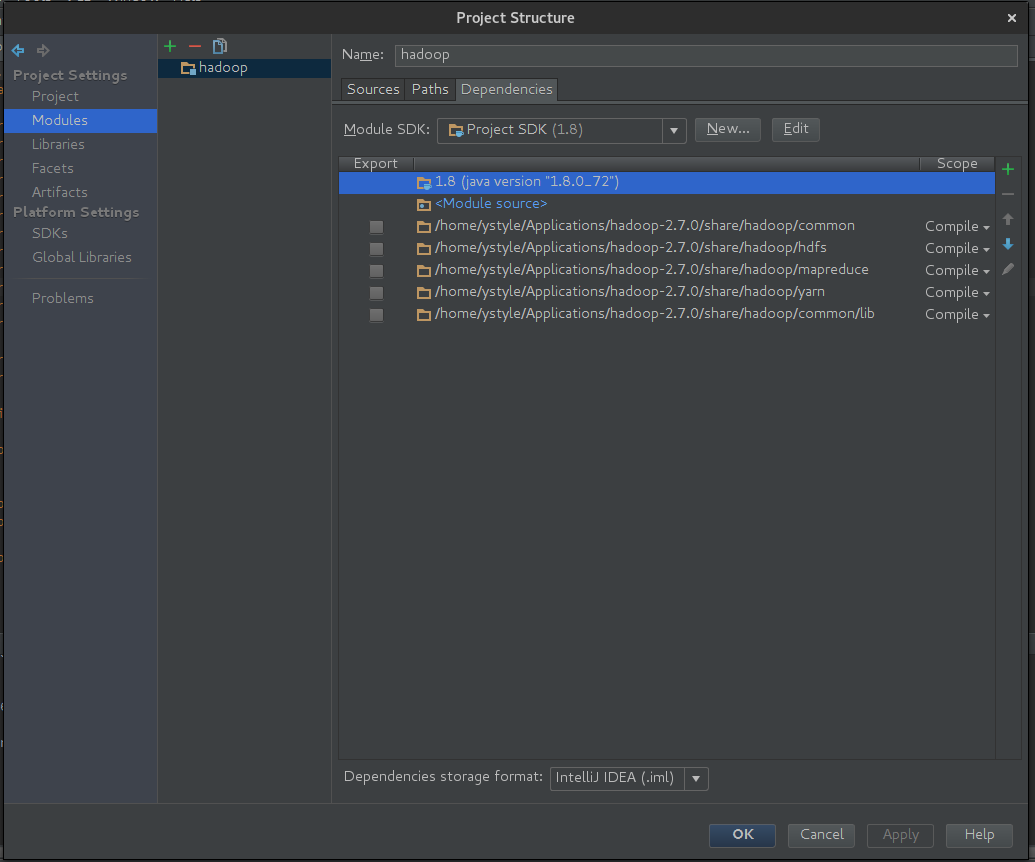 Project Structure
Project Settings
Project
Modules
Libraries
Facets
Artifacts
Platform Settings
SDKs
Global Libraries
Problems
hadoop
Name: hadoop
Sources Paths Dependencies
Module SDK: Project SDK (1.8) New... Edit
Export Scope
1.8 (java version "1.8.0_72")
<Module source>
/home/ystyle/Applications/hadoop-2.7.0/share/hadoop/common Compile
/home/ystyle/Applications/hadoop-2.7.0/share/hadoop/hdfs Compile
/home/ystyle/Applications/hadoop-2.7.0/share/hadoop/mapreduce Compile
/home/ystyle/Applications/hadoop-2.7.0/share/hadoop/yarn Compile
/home/ystyle/Applications/hadoop-2.7.0/share/hadoop/common/lib Compile
Dependencies storage format: IntelliJ IDEA (.iml)
OK Cancel Apply Help